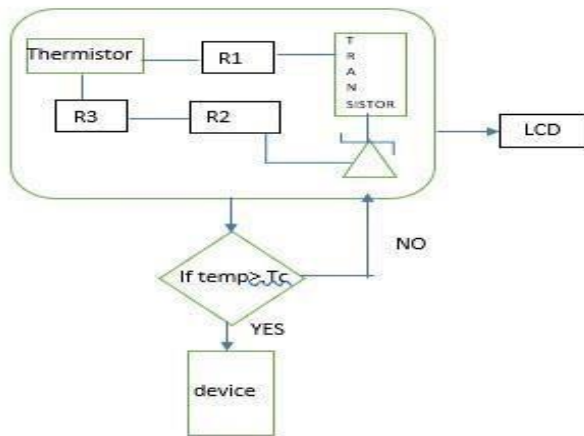 Thermistor
R1
T
R
A
N
SISTOR
R3
R2
LCD
NO
If temp> Tc
YES
device